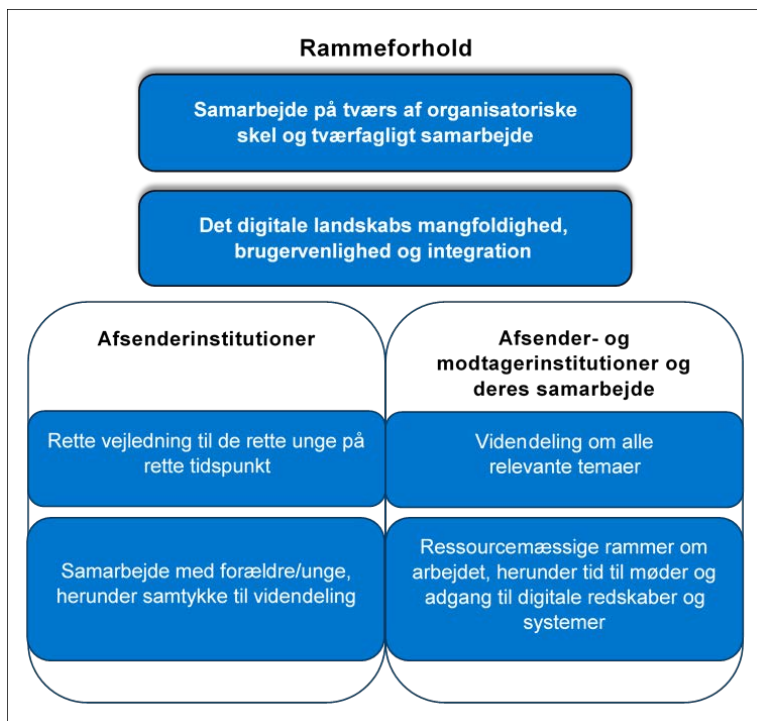 Rammeforhold
Samarbejde på tværs af organisatoriske
skel og tværfagligt samarbejde
Det digitale landskabs mangfoldighed,
brugervenlighed og integration
Afsenderinstitutioner
Rette vejledning til de rette unge på
rette tidspunkt
Samarbejde med forældre/unge,
herunder samtykke til videndeling
Afsender- og
modtagerinstitutioner og
deres samarbejde
Videndeling om alle
relevante temaer
Ressourcemæssige rammer om
arbejdet, herunder tid til møder og
adgang til digitale redskaber og
systemer